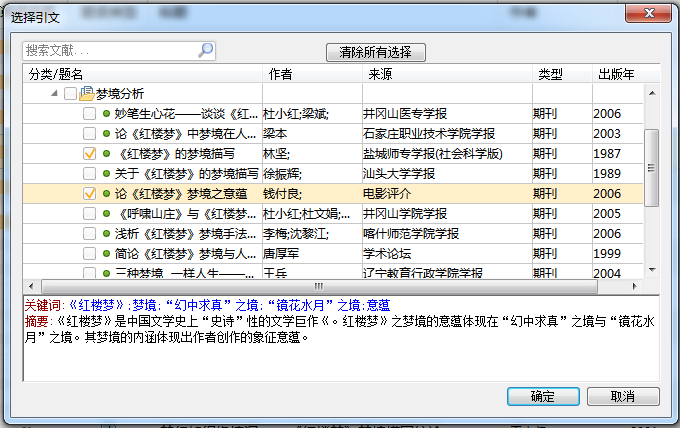 选择引文
搜索文献...
清除所有选择
分类/题名 作者 来源 类型 出版年
梦境分析
妙笔生心花——谈谈《红... 杜小红;梁斌; 井冈山医专学报 期刊 2006
论《红楼梦》中梦境在人... 梁本 石家庄职业技术学院学报 期刊 2003
《红楼梦》的梦境描写 林坚; 盐城师专学报(社会科学版) 期刊 1987
关于《红楼梦》的梦境描写 徐振辉; 汕头大学学报 期刊 1989
论《红楼梦》梦境之意蕴 钱付良; 电影评介 期刊 2006
《呼啸山庄》与《红楼梦... 杜小红;杜文娟;... 井冈山学院学报 期刊 2005
浅析《红楼梦》梦境手法... 李梅;沈黎江; 喀什师范学院学报 期刊 2006
简论《红楼梦》梦境与人... 唐厚军 学术论坛 期刊 1999
三种梦境 一样人生——... 王兵 辽宁教育行政学院学报 期刊 2004
关键词:《红楼梦》;梦境;“幻中求真”之境;“镜花水月”之境;意蕴
摘要:《红楼梦》是中国文学史上“史诗”性的文学巨作《。红楼梦》之梦境的意蕴体现在“幻中求真”之境与“镜花水
月”之境。其梦境的内涵体现出作者创作的象征意蕴。
确定 取消